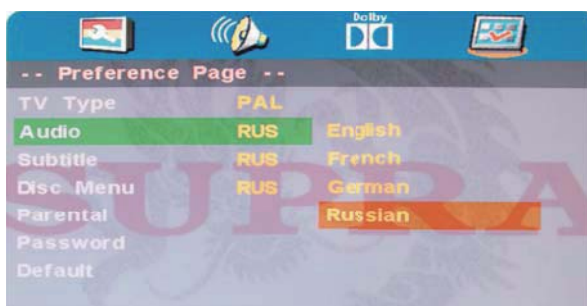 Dolby
-- Preference Page --
TV Type PAL
Audio RUS English
Subtitle RUS French
Disc Menu RUS German
Parental Russian
Password
Default
SUPRA